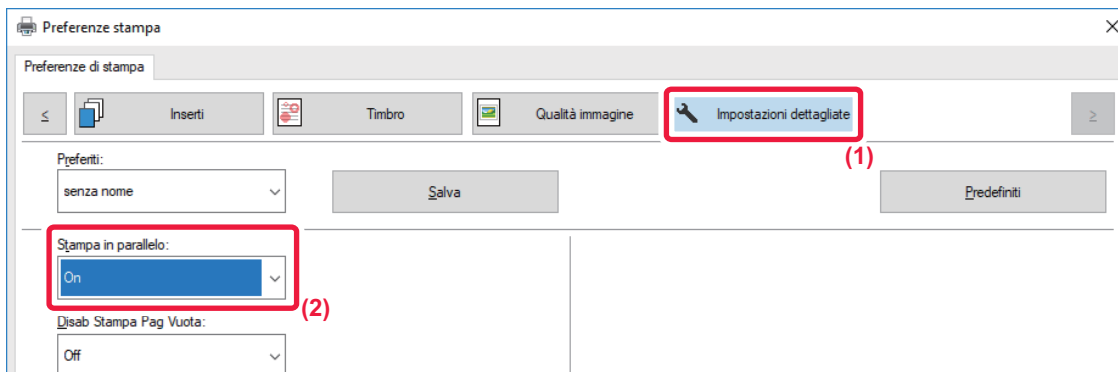 Preferenze stampa
Preferenze di stampa
< Inserti Timbro Qualità immagine Impostazioni dettagliate >
(1)
Preferiti:
senza nome Salva Predefiniti
Stampa in parallelo:
On
(2)
Disab Stampa Pag Vuota:
Off